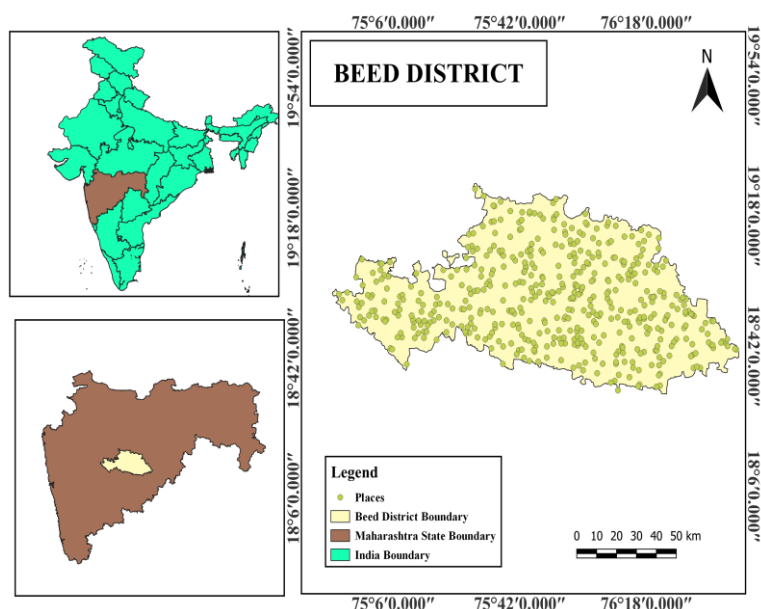 75°6′0.000″ 75°42′0.000″ 76°18′0.000″
BEED DISTRICT
N
19°54′0.000″
19°18′0.000″
18°42′0.000″
18°6′0.000″
19°54′0.000″
19°18′0.000″
18°42′0.000″
18°6′0.000″
Legend
Places
Beed District Boundary
Maharashtra State Boundary
India Boundary
0 10 20 30 40 50 km
75°6′0.000″ 75°42′0.000″ 76°18′0.000″